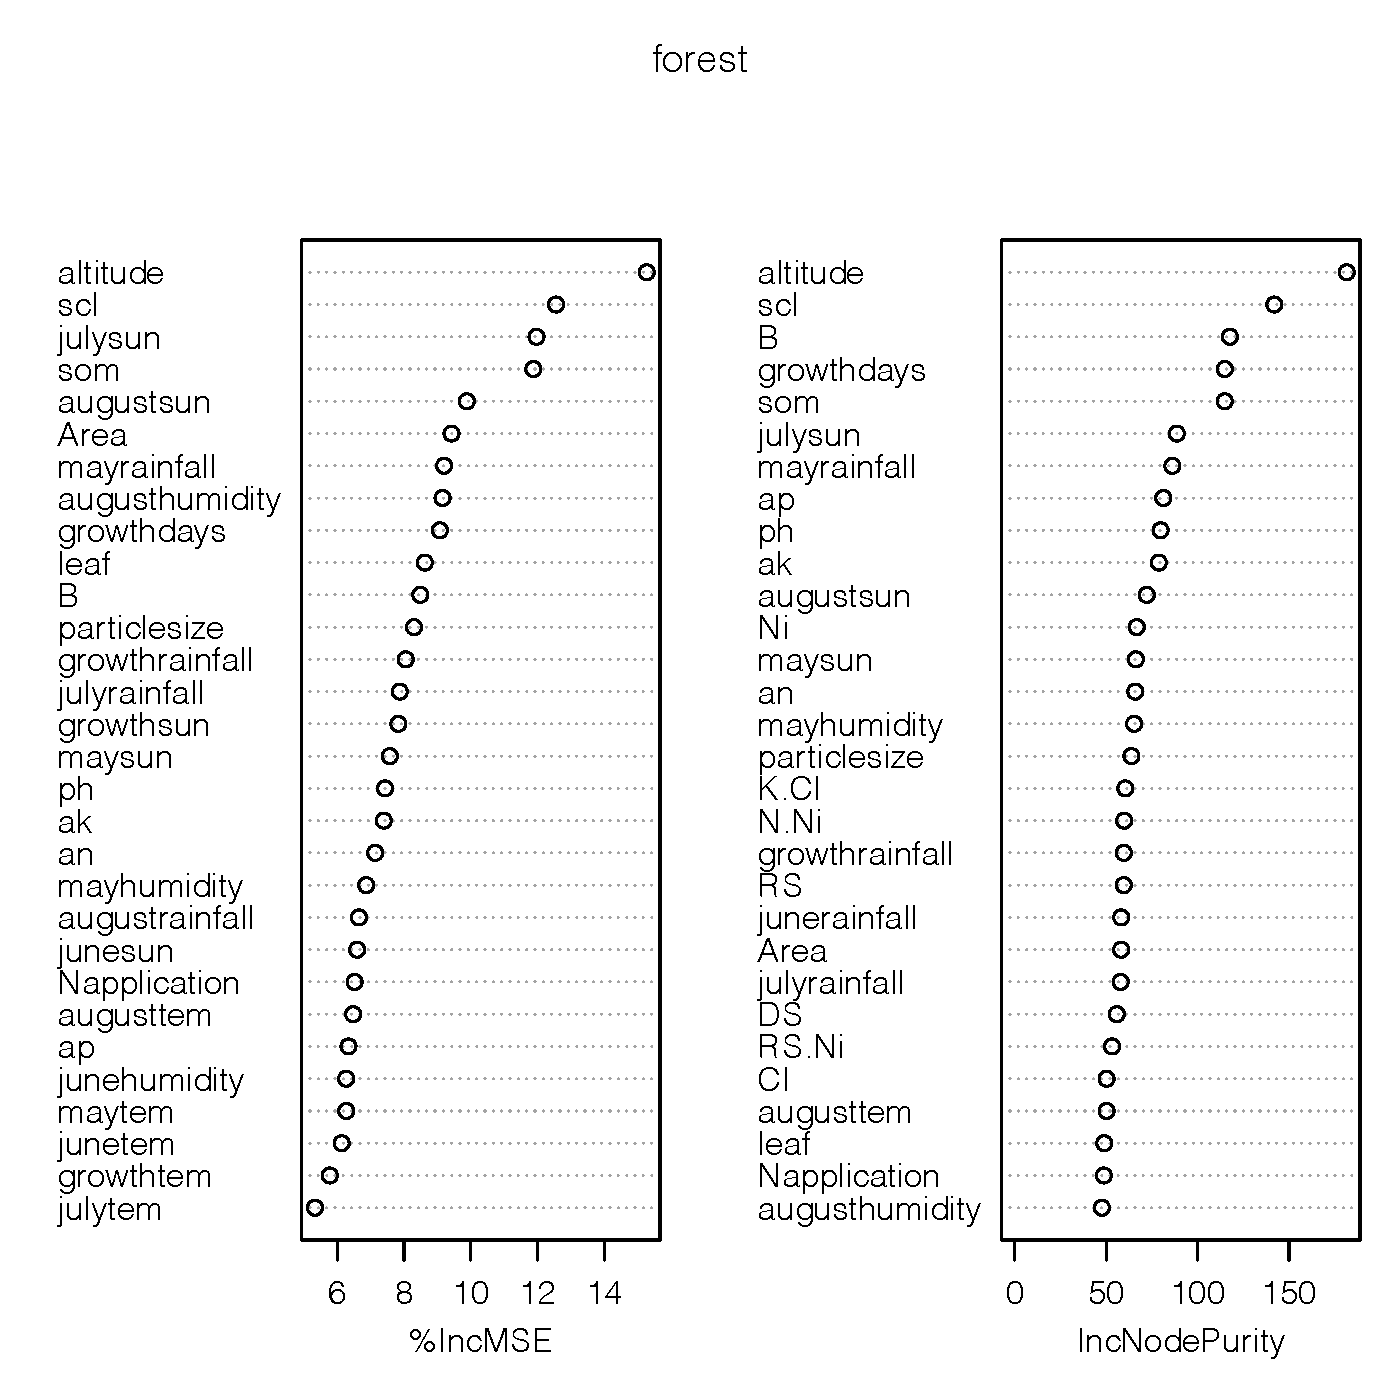 forest
altitude
scl
julysun
som
augustsun
Area
mayrainfall
augusthumidity
growthdays
leaf
B
particlesize
growthrainfall
julyrainfall
growthsun
maysun
ph
ak
an
mayhumidity
augustrainfall
junesun
Napplication
augusttem
ap
junehumidity
maytem
junetem
growthtem
julytem
6 8 10 12 14
%IncMSE
altitude
scl
B
growthdays
som
julysun
mayrainfall
ap
ph
ak
augustsun
Ni
maysun
an
mayhumidity
particlesize
K.Cl
N.Ni
growthrainfall
RS
junerainfall
Area
julyrainfall
DS
RS.Ni
Cl
augusttem
leaf
Napplication
augusthumidity
0 50 100 150
IncNodePurity